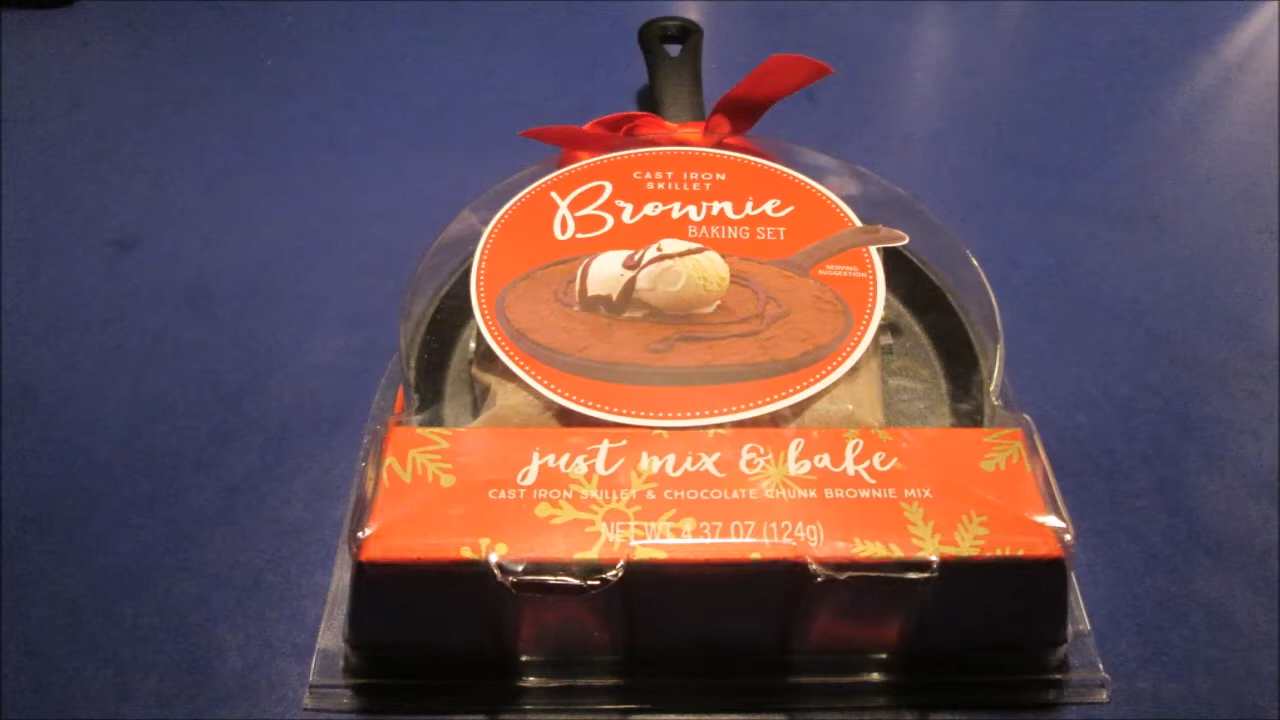 CAST IRON
SKILLET
Brownie
BAKING SET
SERVING
SUGGESTION
just mix & bake
CAST IRON SKILLET & CHOCOLATE CHUNK BROWNIE MIX
NET WT 4.37 OZ (124g)